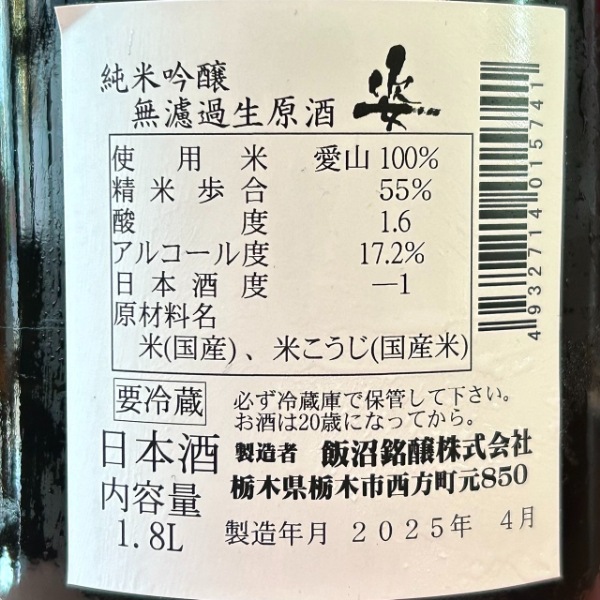 純米吟醸
無濾過生原酒 姿
使用米 愛山 100%
精米歩合 55%
酸度 1.6
アルコール度 17.2%
日本酒度 —1
原材料名
米(国産)、米こうじ(国産米)
要冷蔵 必ず冷蔵庫で保管して下さい。
お酒は20歳になってから。
日本酒 製造者 飯沼銘醸株式会社
栃木県栃木市西方町元850
内容量
1.8L 製造年月 2025年 4月
4932714015741